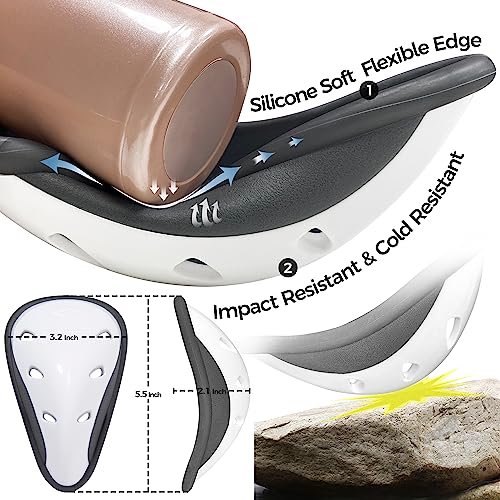 Silicone Soft Flexible Edge
1
2
Impact Resistant & Cold Resistant
3.2 Inch
5.5 Inch
2.1 Inch